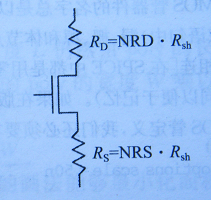 R_D=NRD · R_sh
R_S=NRS · R_sh